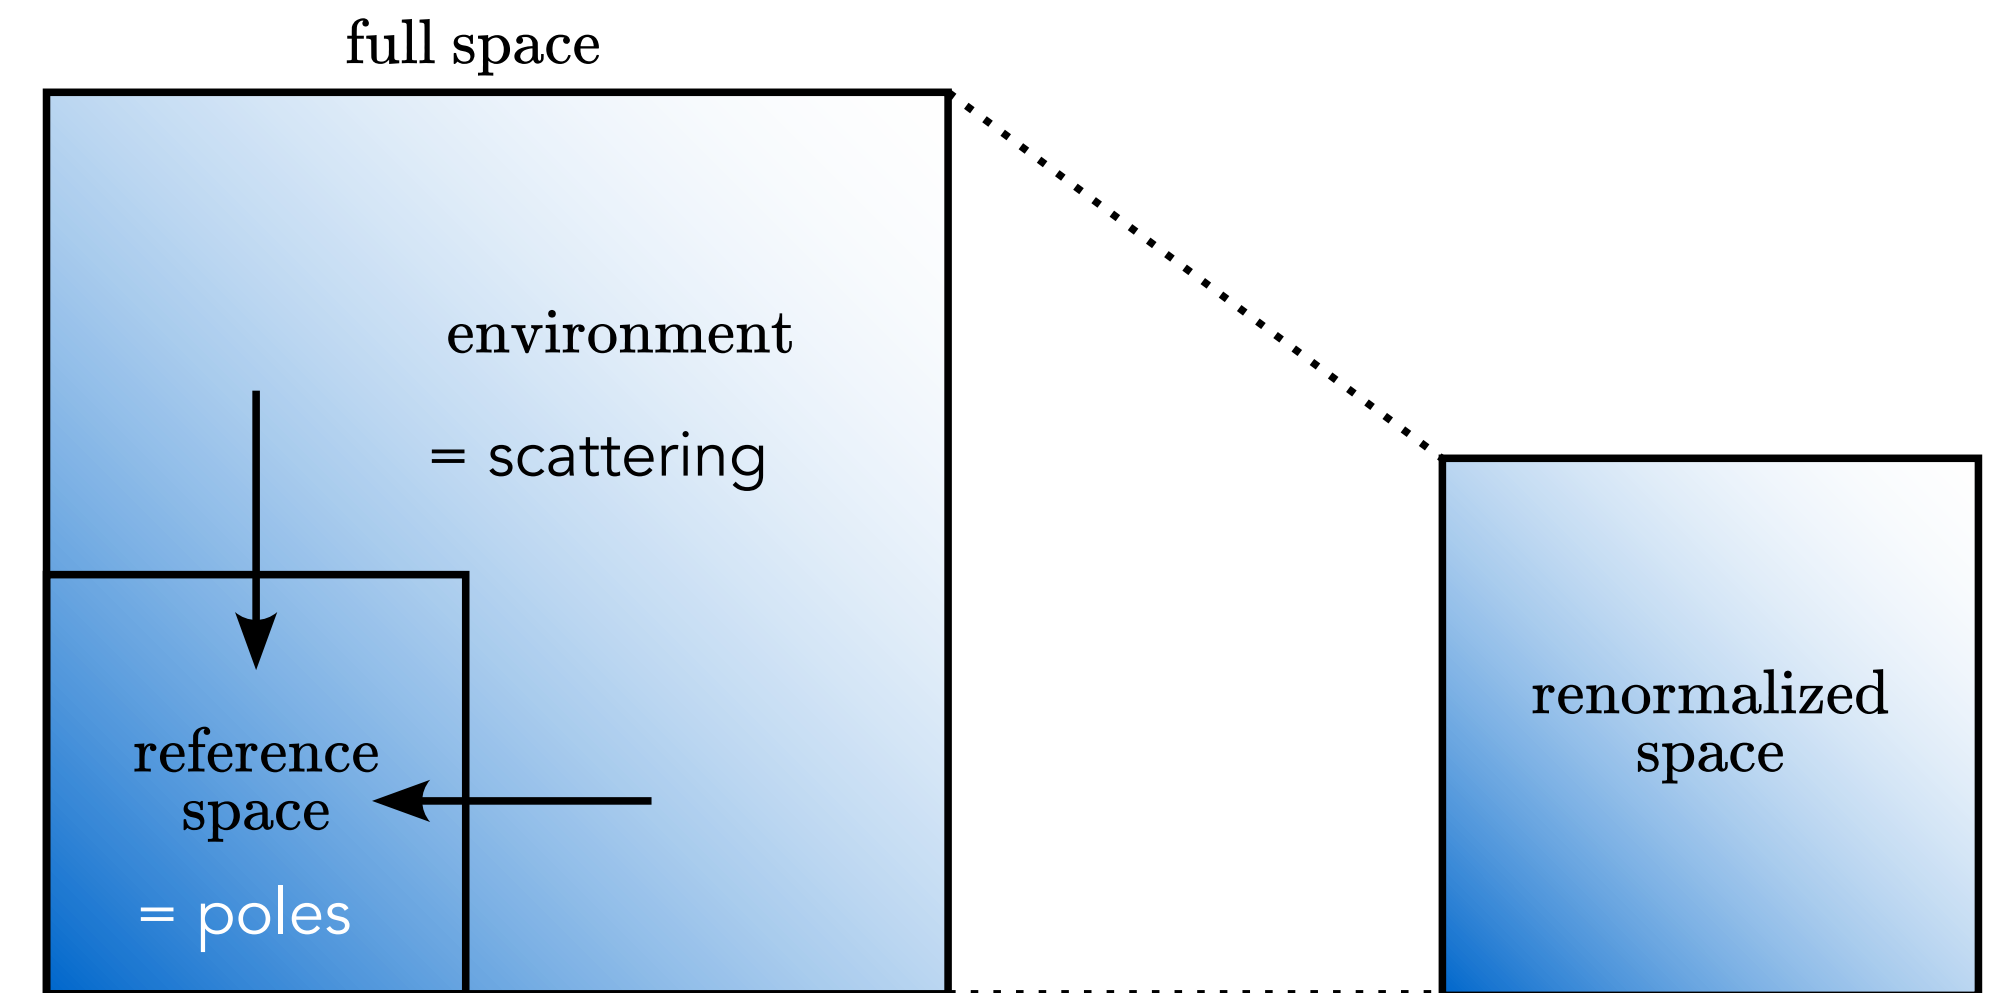 full space
environment
= scattering
reference
space
= poles
renormalized
space